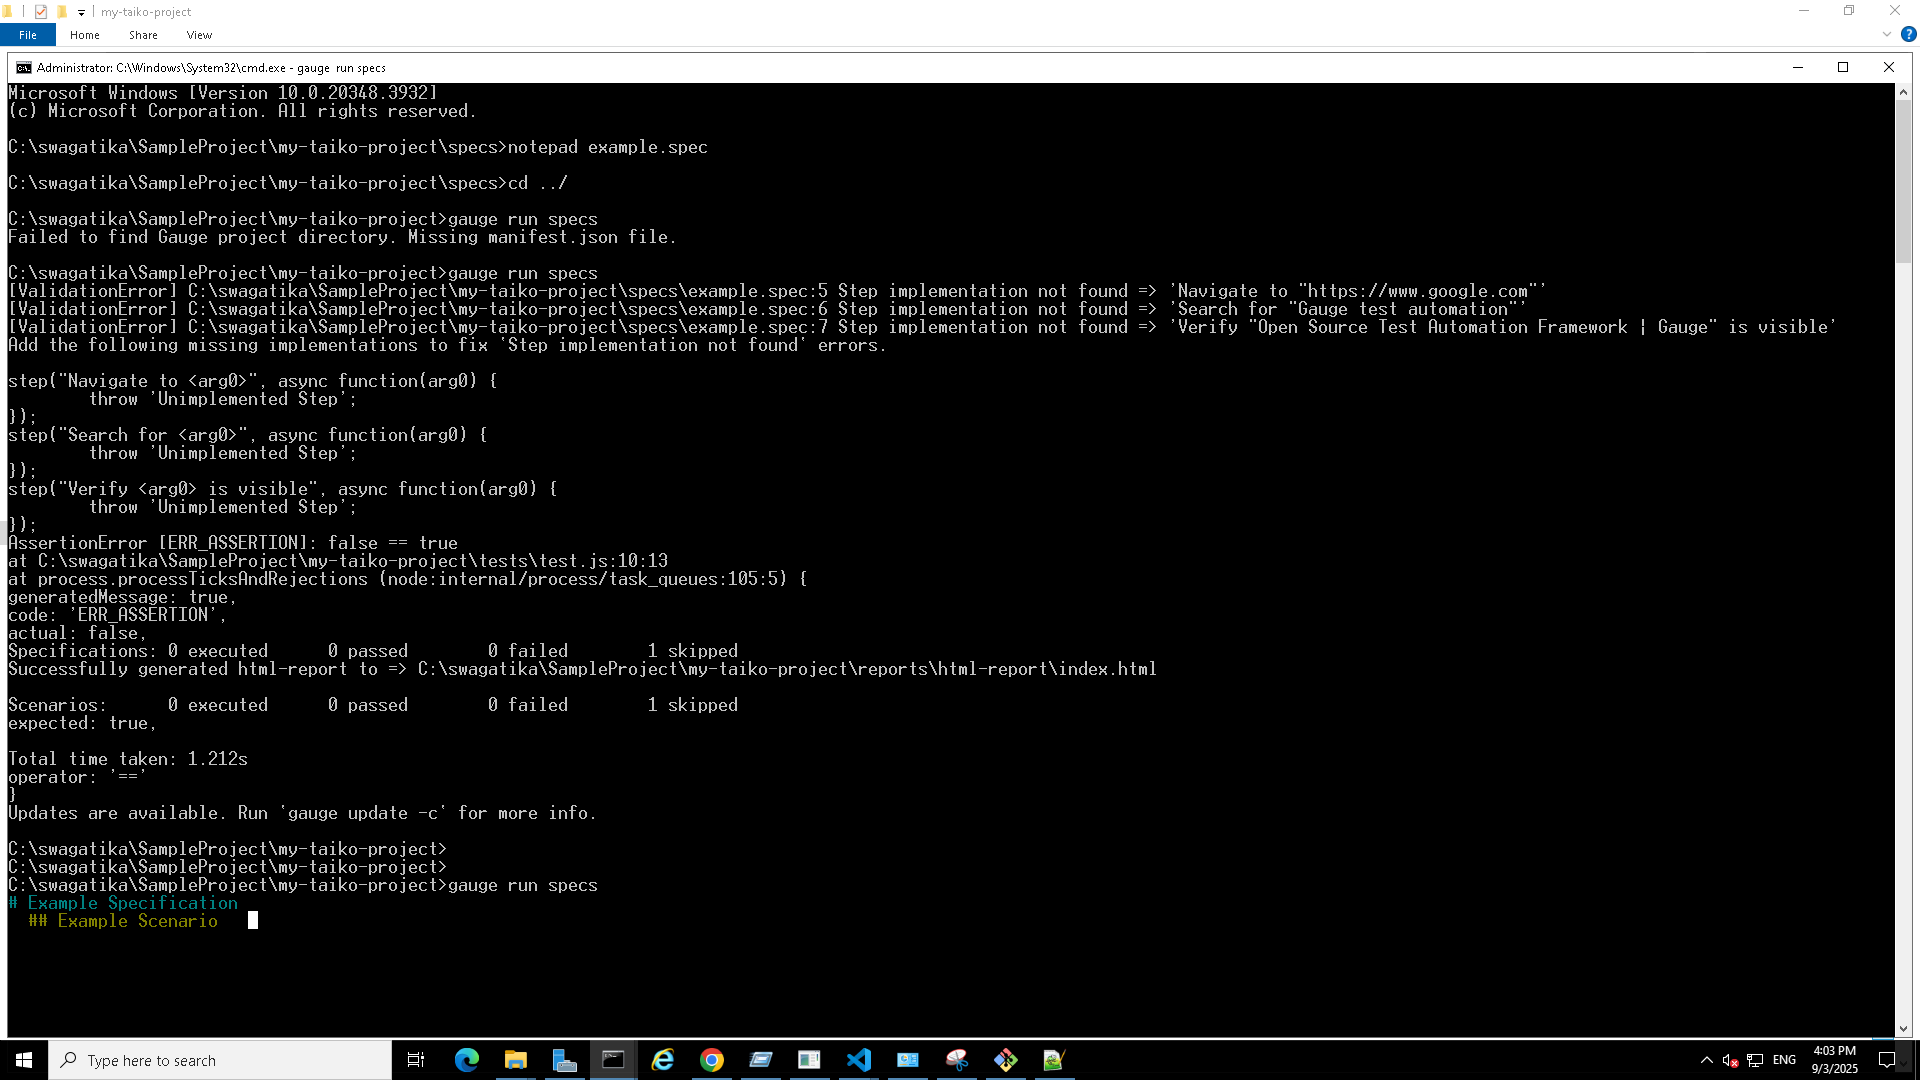 my-taiko-project
File Home Share View
Administrator: C:\Windows\System32\cmd.exe - gauge  run specs
Microsoft Windows [Version 10.0.20348.3932]
(c) Microsoft Corporation. All rights reserved.
C:\swagatika\SampleProject\my-taiko-project\specs>notepad example.spec
C:\swagatika\SampleProject\my-taiko-project\specs>cd ../
C:\swagatika\SampleProject\my-taiko-project>gauge run specs
Failed to find Gauge project directory. Missing manifest.json file.
C:\swagatika\SampleProject\my-taiko-project>gauge run specs
[ValidationError] C:\swagatika\SampleProject\my-taiko-project\specs\example.spec:5 Step implementation not found => 'Navigate to "https://www.google.com"'
[ValidationError] C:\swagatika\SampleProject\my-taiko-project\specs\example.spec:6 Step implementation not found => 'Search for "Gauge test automation"'
[ValidationError] C:\swagatika\SampleProject\my-taiko-project\specs\example.spec:7 Step implementation not found => 'Verify "Open Source Test Automation Framework | Gauge" is visible'
Add the following missing implementations to fix `Step implementation not found` errors.
step("Navigate to <arg0>", async function(arg0) {
        throw 'Unimplemented Step';
});
step("Search for <arg0>", async function(arg0) {
        throw 'Unimplemented Step';
});
step("Verify <arg0> is visible", async function(arg0) {
        throw 'Unimplemented Step';
});
AssertionError [ERR_ASSERTION]: false == true
at C:\swagatika\SampleProject\my-taiko-project\tests\test.js:10:13
at process.processTicksAndRejections (node:internal/process/task_queues:105:5) {
generatedMessage: true,
code: 'ERR_ASSERTION',
actual: false,
Specifications: 0 executed      0 passed        0 failed        1 skipped
Successfully generated html-report to => C:\swagatika\SampleProject\my-taiko-project\reports\html-report\index.html
Scenarios:      0 executed      0 passed        0 failed        1 skipped
expected: true,
Total time taken: 1.212s
operator: '=='
}
Updates are available. Run `gauge update -c` for more info.
C:\swagatika\SampleProject\my-taiko-project>
C:\swagatika\SampleProject\my-taiko-project>
C:\swagatika\SampleProject\my-taiko-project>gauge run specs
# Example Specification
  ## Example Scenario
Type here to search
ENG
4:03 PM
9/3/2025